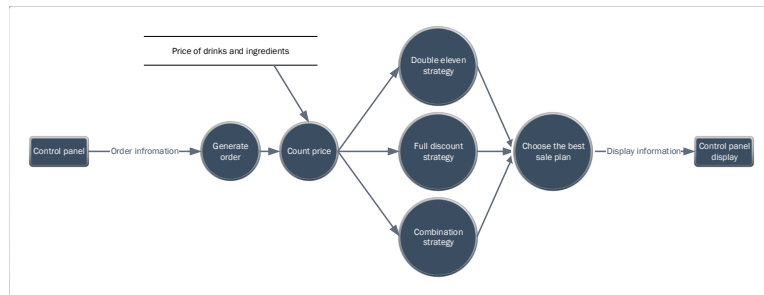 Price of drinks and ingredients
Double eleven
strategy
Control panel
Order infromation
Generate
order
Count price
Full discount
strategy
Choose the best
sale plan
Display information
Control panel
display
Combination
strategy